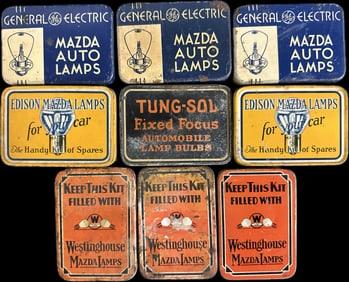 GENERAL GE ELECTRIC
MAZDA
AUTO
LAMPS
GENERAL GE ELECTRIC
MAZDA
AUTO
LAMPS
GENERAL GE ELECTRIC
MAZDA
AUTO
LAMPS
EDISON MAZDA LAMPS
for car
The Handy Kit of Spares
TUNG-SOL
Fixed Focus
AUTOMOBILE
LAMP BULBS
EDISON MAZDA LAMPS
for car
The Handy Kit of Spares
KEEP THIS KIT
FILLED WITH
W
Westinghouse
MAZDA LAMPS
KEEP THIS KIT
FILLED WITH
W
Westinghouse
MAZDA LAMPS
KEEP THIS KIT
FILLED WITH
W
Westinghouse
MAZDA LAMPS